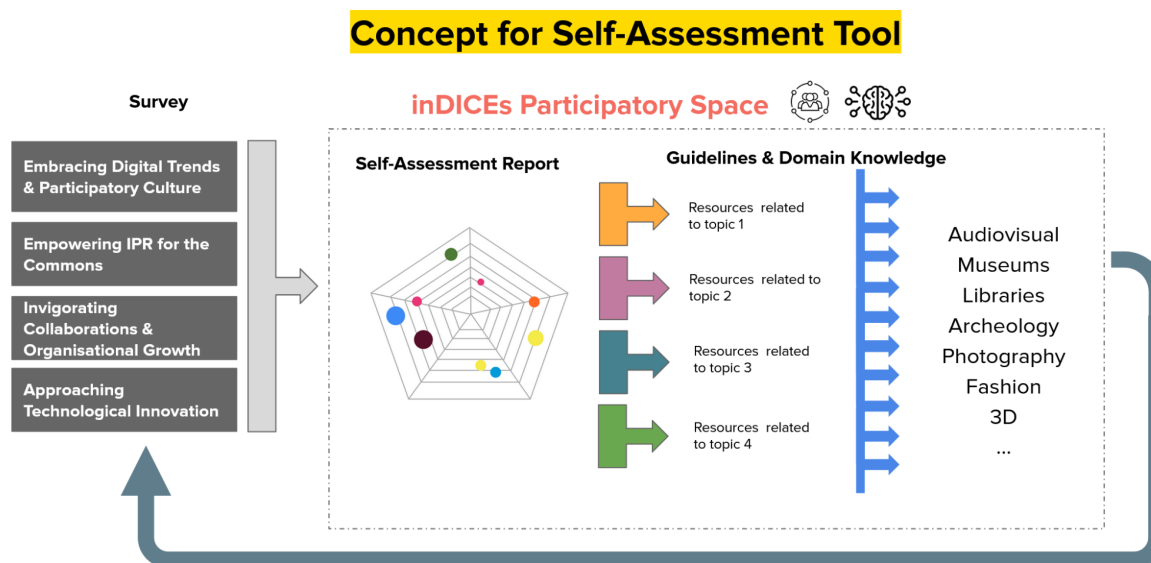 Concept for Self-Assessment Tool
Survey
inDICEs Participatory Space
Embracing Digital Trends
& Participatory Culture
Empowering IPR for the
Commons
Invigorating
Collaborations &
Organisational Growth
Approaching
Technological Innovation
Self-Assessment Report
Guidelines & Domain Knowledge
Resources related
to topic 1
Resources related to
topic 2
Resources related
to topic 3
Resources related
to topic 4
Audiovisual
Museums
Libraries
Archeology
Photography
Fashion
3D
...